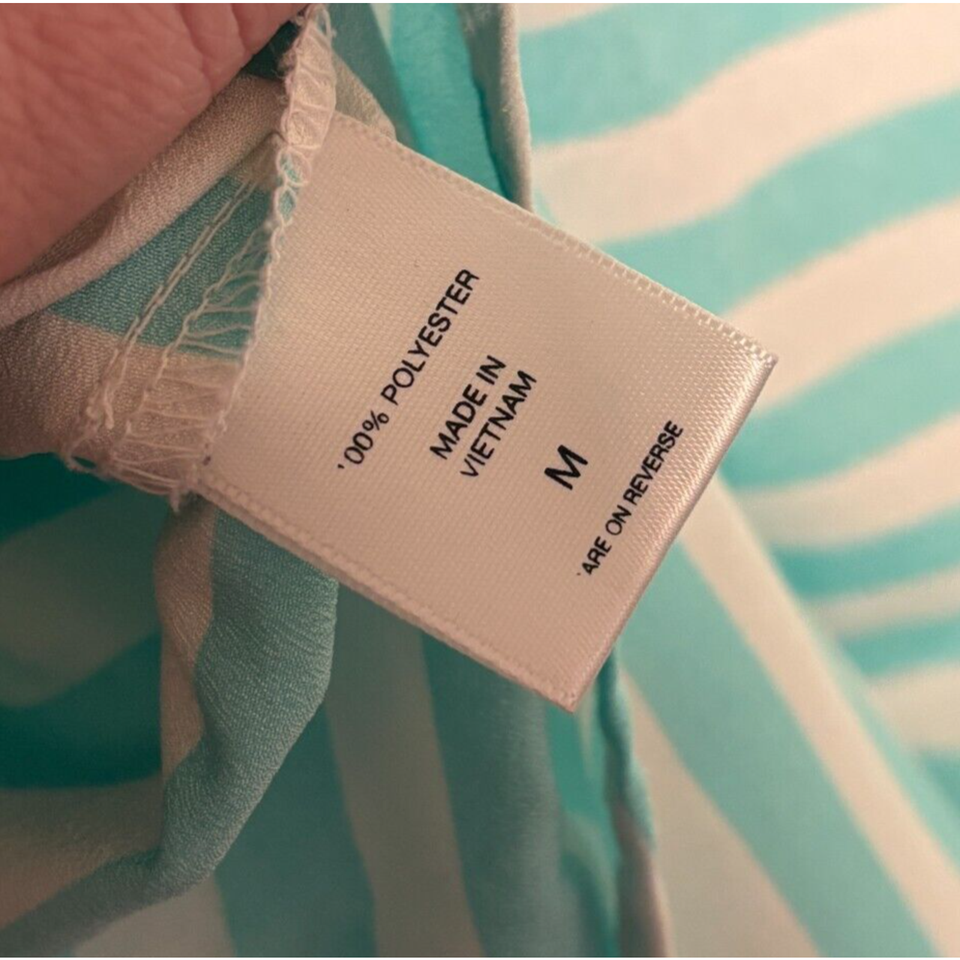 '00% POLYESTER
MADE IN
VIETNAM
M
'ARE ON REVERSE